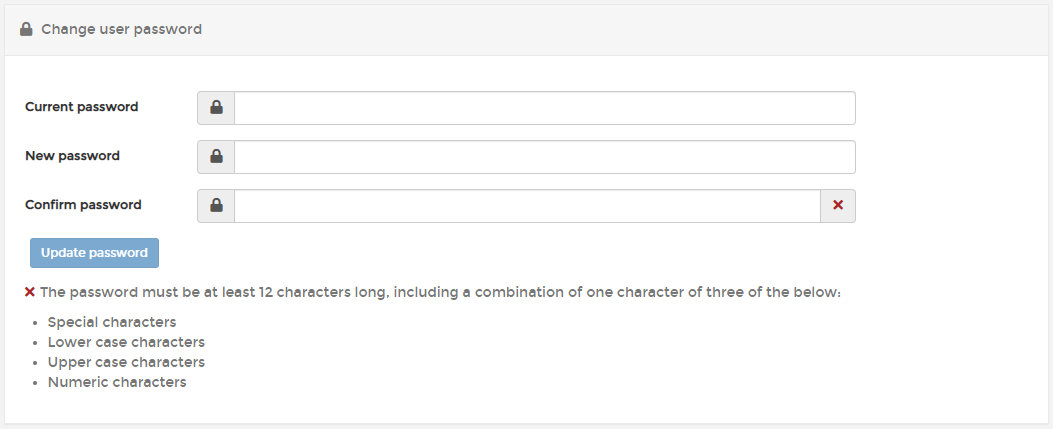 Change user password
Current password
New password
Confirm password
Update password
The password must be at least 12 characters long, including a combination of one character of three of the below:
Special characters
Lower case characters
Upper case characters
Numeric characters